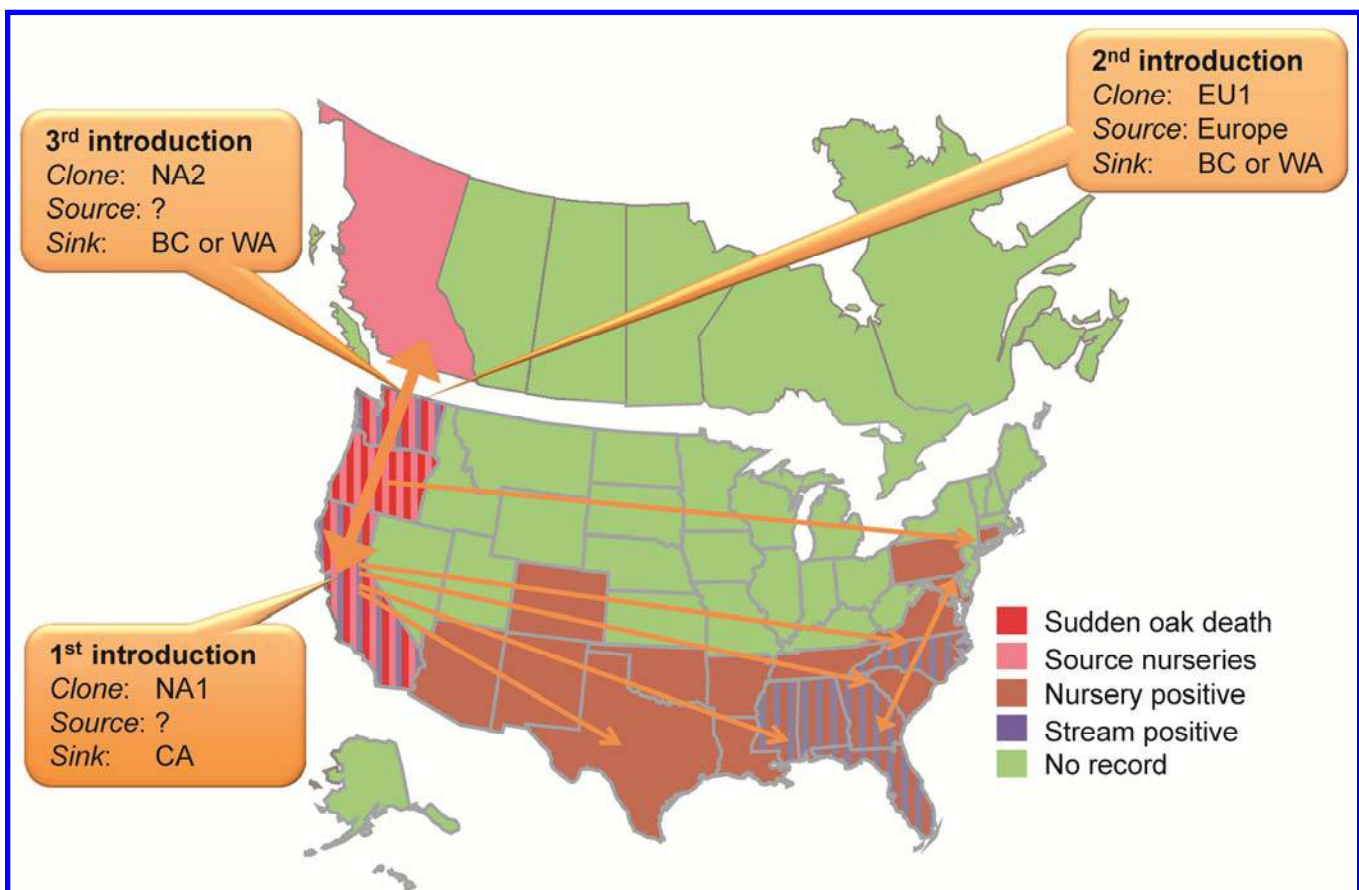 3rd introduction
Clone: NA2
Source: ?
Sink: BC or WA
2nd introduction
Clone: EU1
Source: Europe
Sink: BC or WA
1st introduction
Clone: NA1
Source: ?
Sink: CA
Sudden oak death
Source nurseries
Nursery positive
Stream positive
No record